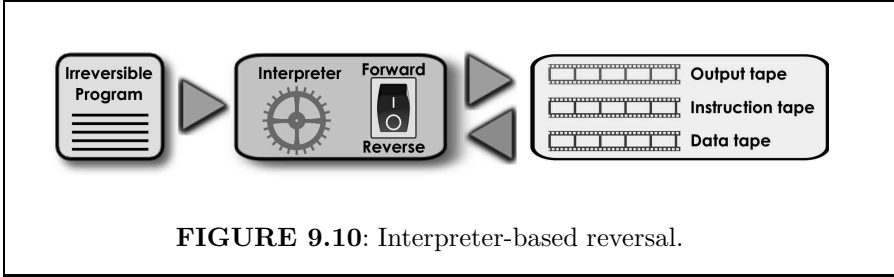 Irreversible
Program
Interpreter
Forward
Reverse
Output tape
Instruction tape
Data tape
FIGURE 9.10: Interpreter-based reversal.